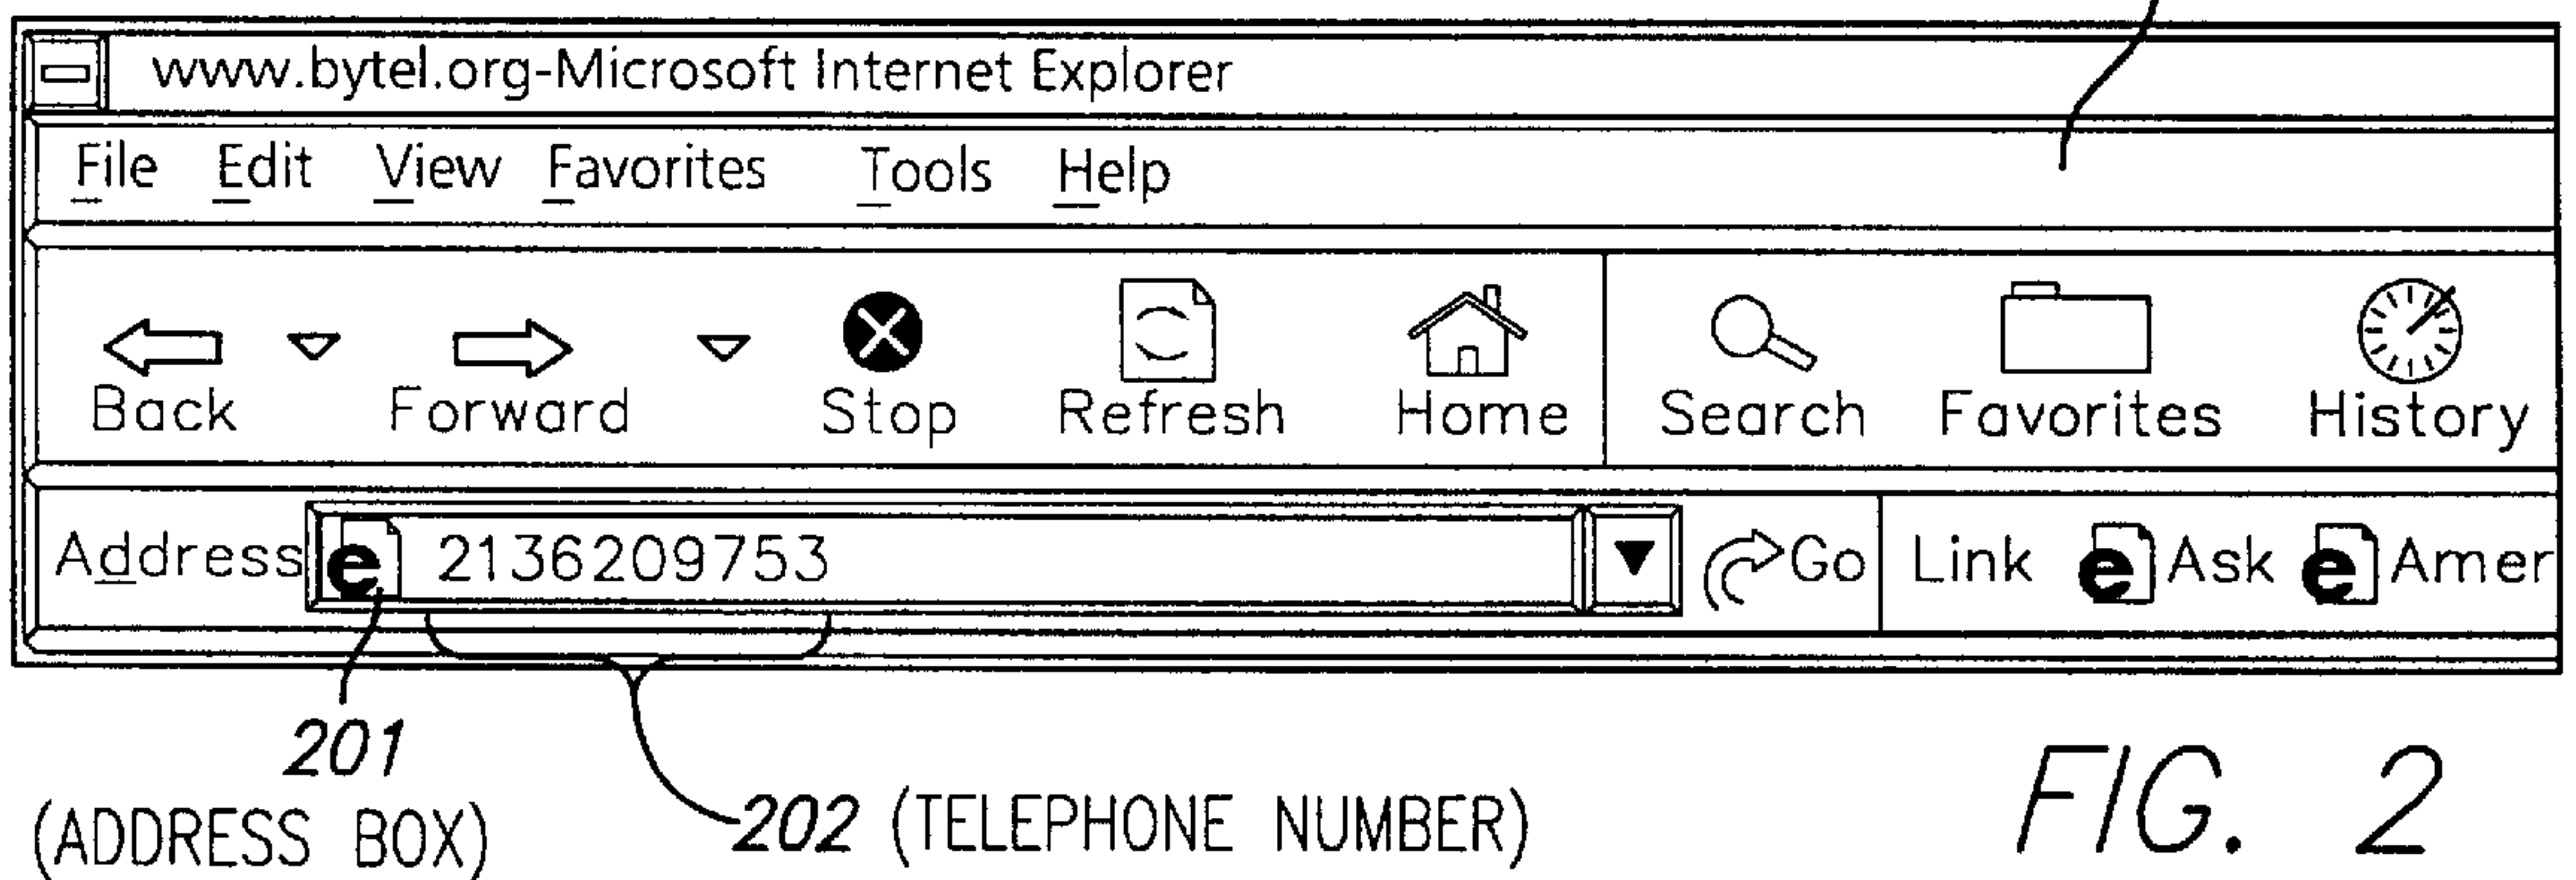 www.bytel.org-Microsoft Internet Explorer
File Edit View Favorites Tools Help
Back Forward Stop Refresh Home Search Favorites History
Address e 2136209753 Go Link e Ask e Amer
201
(ADDRESS BOX)
202 (TELEPHONE NUMBER)
FIG. 2